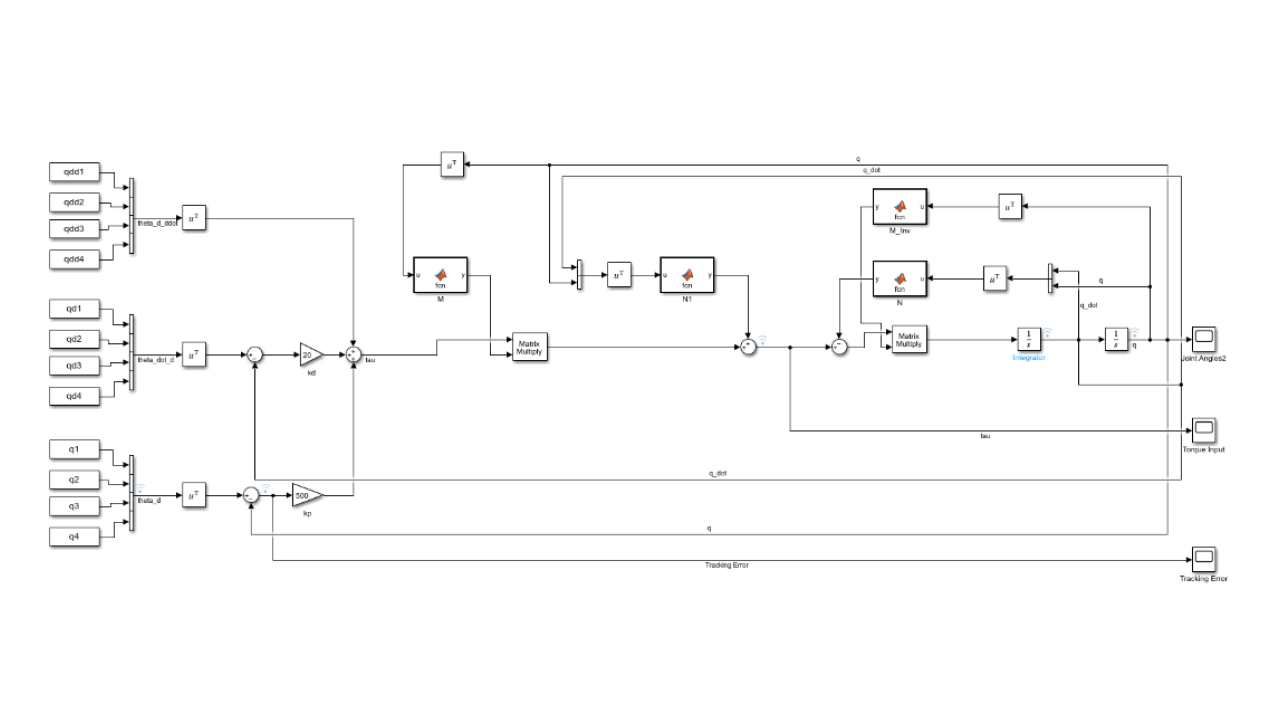 qdd1
qdd2
qdd3
qdd4
theta_d_ddot
u^T
qd1
qd2
qd3
qd4
theta_dot_d
u^T
20
kd
tau
q1
q2
q3
q4
theta_d
u^T
500
kp
u^T
q
q_dot
u
fcn
y
M
Matrix
Multiply
u^T
u
fcn
y
N1
y
fcn
u
M_Inv
u^T
y
fcn
u
N
u^T
q
q_dot
Matrix
Multiply
1
s
Integrator
1
s
q
Joint Angles2
tau
Torque Input
q_dot
q
Tracking Error
Tracking Error